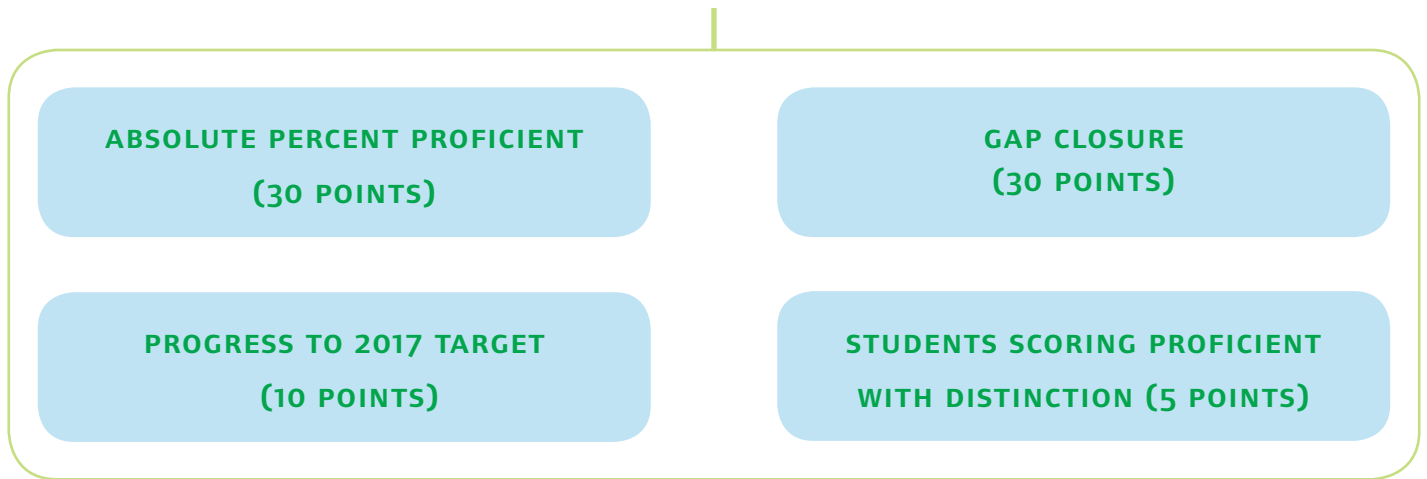 ABSOLUTE PERCENT PROFICIENT
(30 POINTS)
GAP CLOSURE
(30 POINTS)
PROGRESS TO 2017 TARGET
(10 POINTS)
STUDENTS SCORING PROFICIENT
WITH DISTINCTION (5 POINTS)